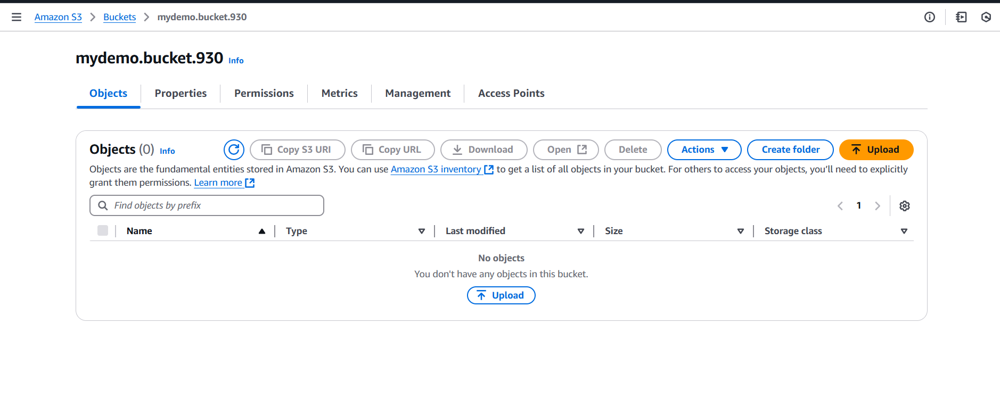 Amazon S3 Buckets mydemo.bucket.930
mydemo.bucket.930 Info
Objects Properties Permissions Metrics Management Access Points
Objects (0) Info Copy S3 URI Copy URL Download Open Delete Actions Create folder Upload
Objects are the fundamental entities stored in Amazon S3. You can use Amazon S3 inventory to get a list of all objects in your bucket. For others to access your objects, you’ll need to explicitly
grant them permissions. Learn more
Find objects by prefix 1
Name Type Last modified Size Storage class
No objects
You don't have any objects in this bucket.
Upload